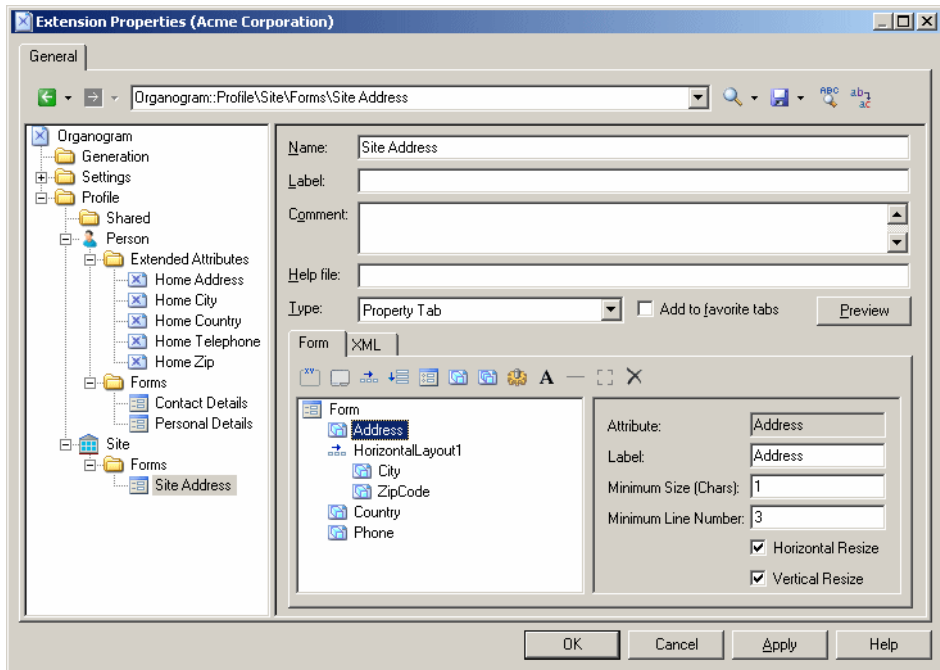 Extension Properties (Acme Corporation)
General
Organogram::Profile\Site\Forms\Site Address
ABC
ab
ac
Organogram
Generation
Settings
Profile
Shared
Person
Extended Attributes
Home Address
Home City
Home Country
Home Telephone
Home Zip
Forms
Contact Details
Personal Details
Site
Forms
Site Address
Name: Site Address
Label:
Comment:
Help file:
Type: Property Tab Add to favorite tabs Preview
Form XML
A
Form
Address
HorizontalLayout1
City
ZipCode
Country
Phone
Attribute: Address
Label: Address
Minimum Size (Chars): 1
Minimum Line Number: 3
Horizontal Resize
Vertical Resize
OK Cancel Apply Help